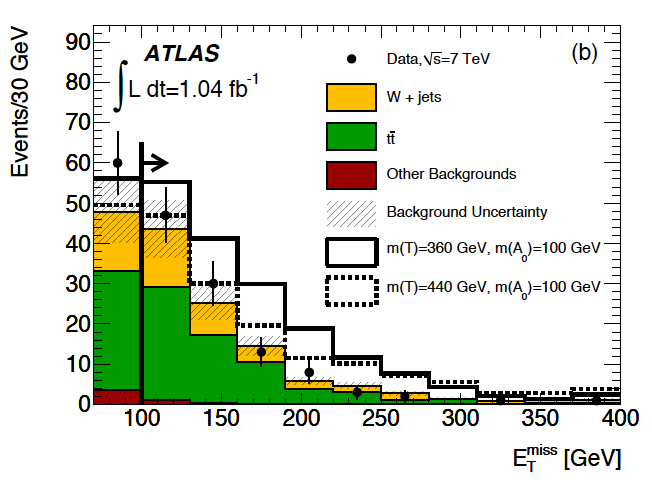 Events/30 GeV
90
80
70
60
50
40
30
20
10
0
ATLAS
∫ L dt=1.04 fb⁻¹
(b)
Data,√s=7 TeV
W + jets
tt̄
Other Backgrounds
Background Uncertainty
m(T)=360 GeV, m(A₀)=100 GeV
m(T)=440 GeV, m(A₀)=100 GeV
100 150 200 250 300 350 400
E_T^miss [GeV]